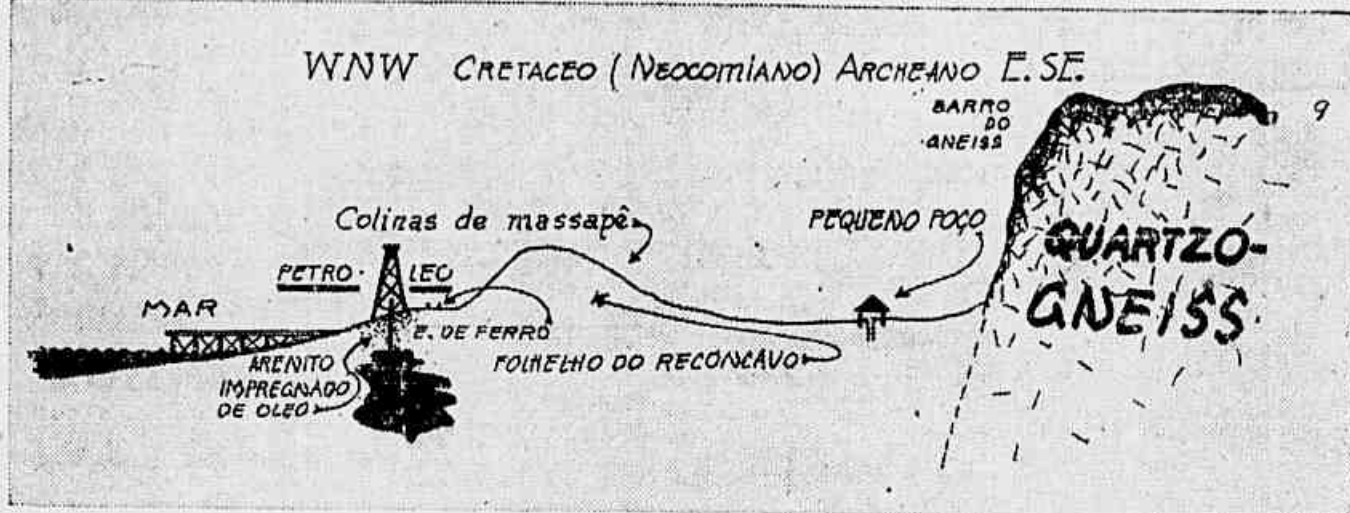 WNW CRETACEO (NEOCOMIANO) ARCHEANO E.SE.
BARRO
DO
GNEISS
9
Colinas de massapê
PEQUENO POÇO
QUARTZO-
GNEISS
PETRO- LEO
MAR
E. DE FERRO
ARENITO
IMPREGNADO
DE OLEO
FOLHELHO DO RECONCAVO